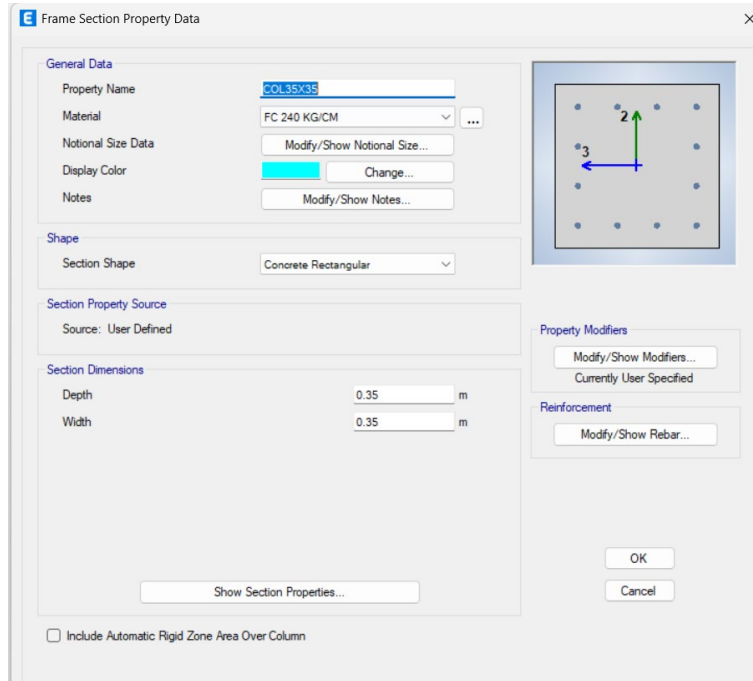 E Frame Section Property Data
General Data
Property Name COL35X35
Material FC 240 KG/CM ...
Notional Size Data Modify/Show Notional Size...
Display Color Change...
Notes Modify/Show Notes...
2
3
Shape
Section Shape Concrete Rectangular
Section Property Source
Source: User Defined
Section Dimensions
Depth 0.35 m
Width 0.35 m
Show Section Properties...
Include Automatic Rigid Zone Area Over Column
Property Modifiers
Modify/Show Modifiers...
Currently User Specified
Reinforcement
Modify/Show Rebar...
OK
Cancel